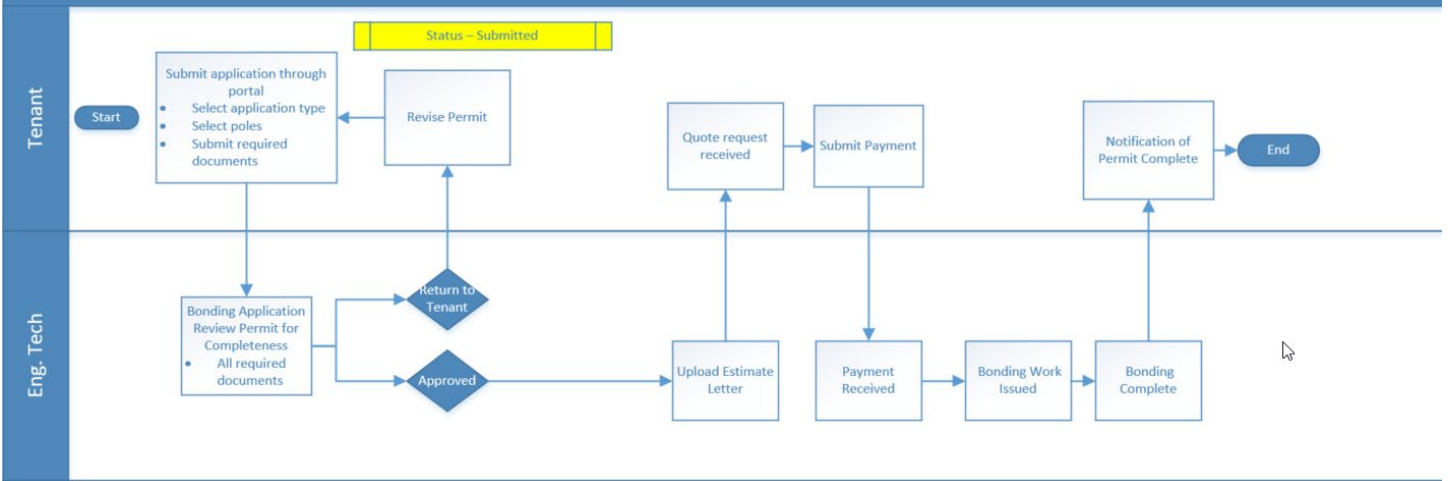 Tenant
Status – Submitted
Start
Submit application through
portal
• Select application type
• Select poles
• Submit required
documents
Revise Permit
Quote request
received
Submit Payment
Notification of
Permit Complete
End
Eng. Tech
Bonding Application
Review Permit for
Completeness
• All required
documents
Return to
Tenant
Approved
Upload Estimate
Letter
Payment
Received
Bonding Work
Issued
Bonding
Complete